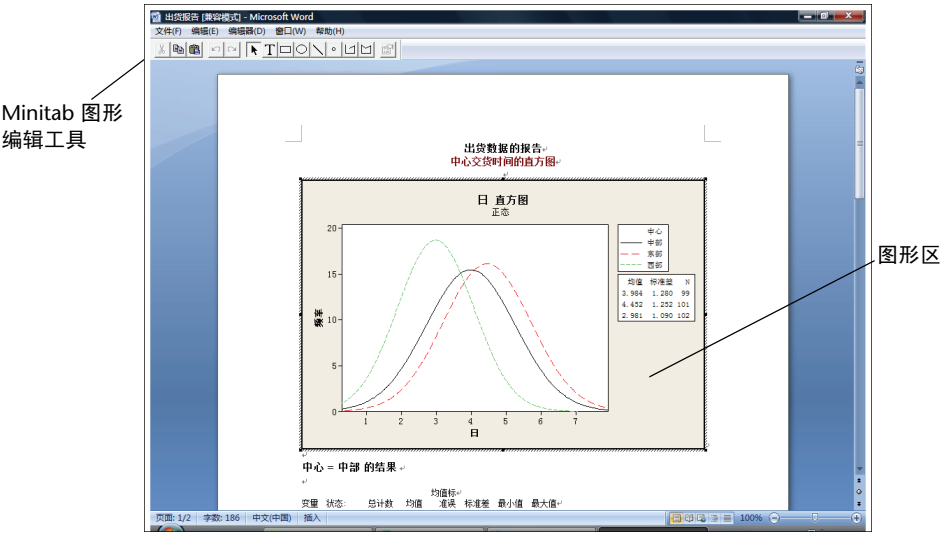 出货报告 [兼容模式] - Microsoft Word
文件(F) 编辑(E) 编辑器(D) 窗口(W) 帮助(H)
Minitab 图形
编辑工具
出货数据的报告
中心交货时间的直方图
日 直方图
正态
20
15
10
5
0
频率
1 2 3 4 5 6 7
日
中心
中部
东部
西部
均值 标准差 N
3.984 1.280 99
4.452 1.252 101
2.981 1.090 102
图形区
中心 = 中部 的结果
均值标
变量 状态: 总计数 均值 准误 标准差 最小值 最大值
页面: 1/2 字数: 186 中文(中国) 插入 100%